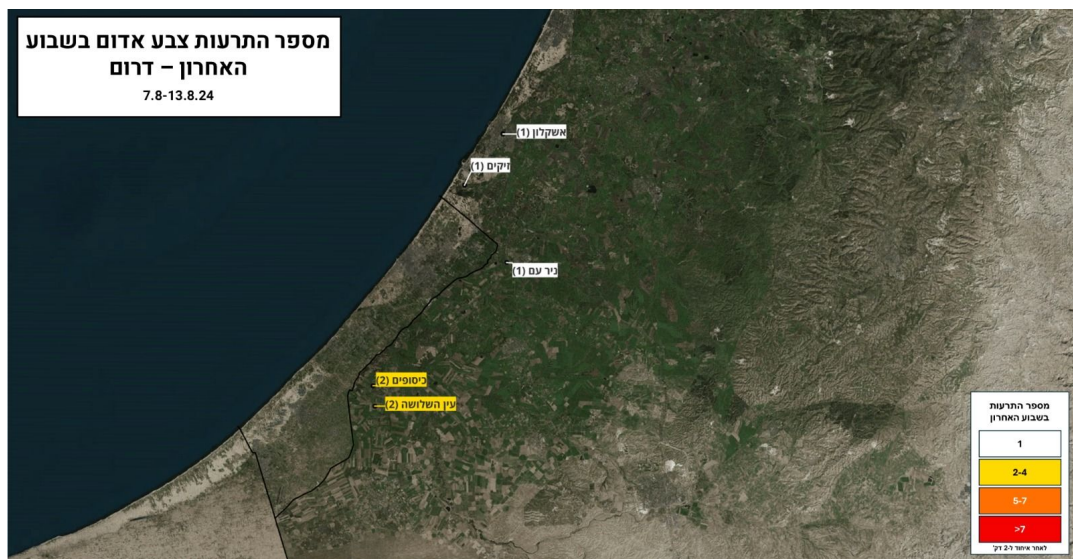 מספר התרעות צבע אדום בשבוע
האחרון – דרום
7.8-13.8.24
אשקלון (1)
זיקים (1)
ניר עם (1)
כיסופים (2)
עין השלושה (2)
מספר התרעות
בשבוע האחרון
1
2-4
5-7
>7
לאחר איחוד ל-2 דק'